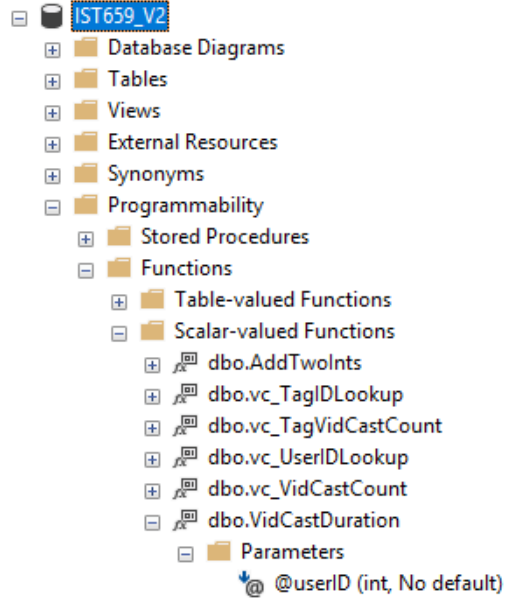 IST659_V2
Database Diagrams
Tables
Views
External Resources
Synonyms
Programmability
Stored Procedures
Functions
Table-valued Functions
Scalar-valued Functions
dbo.AddTwoInts
dbo.vc_TagIDLookup
dbo.vc_TagVidCastCount
dbo.vc_UserIDLookup
dbo.vc_VidCastCount
dbo.VidCastDuration
Parameters
@userID (int, No default)